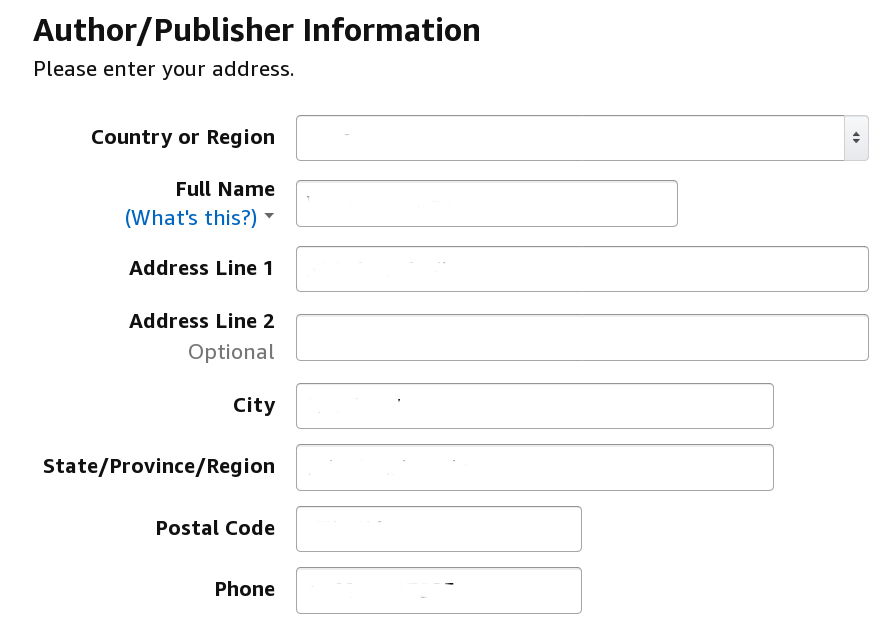 Author/Publisher Information
Please enter your address.
Country or Region
Full Name
(What's this?)
Address Line 1
Address Line 2
Optional
City
State/Province/Region
Postal Code
Phone